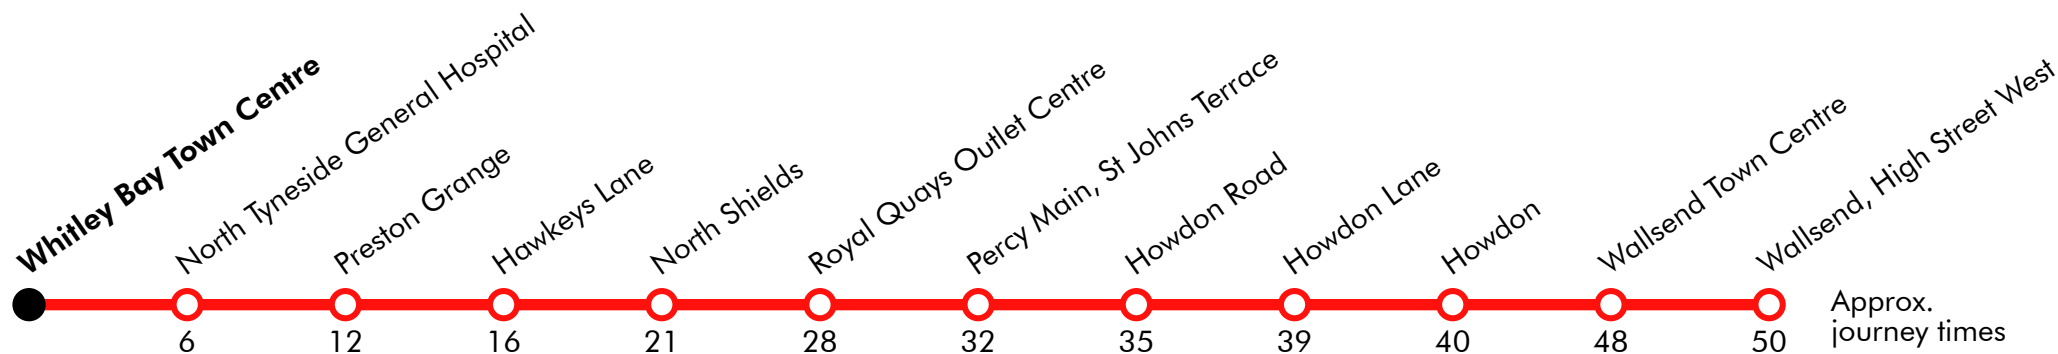 Whitley Bay Town Centre
North Tyneside General Hospital
Preston Grange
Hawkeys Lane
North Shields
Royal Quays Outlet Centre
Percy Main, St Johns Terrace
Howdon Road
Howdon Lane
Howdon
Wallsend Town Centre
Wallsend, High Street West
6
12
16
21
28
32
35
39
40
48
50
Approx.
journey times